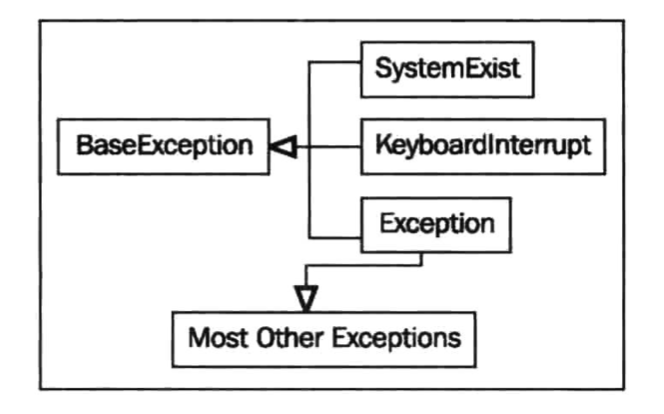 SystemExist
BaseException
KeyboardInterrupt
Exception
Most Other Exceptions